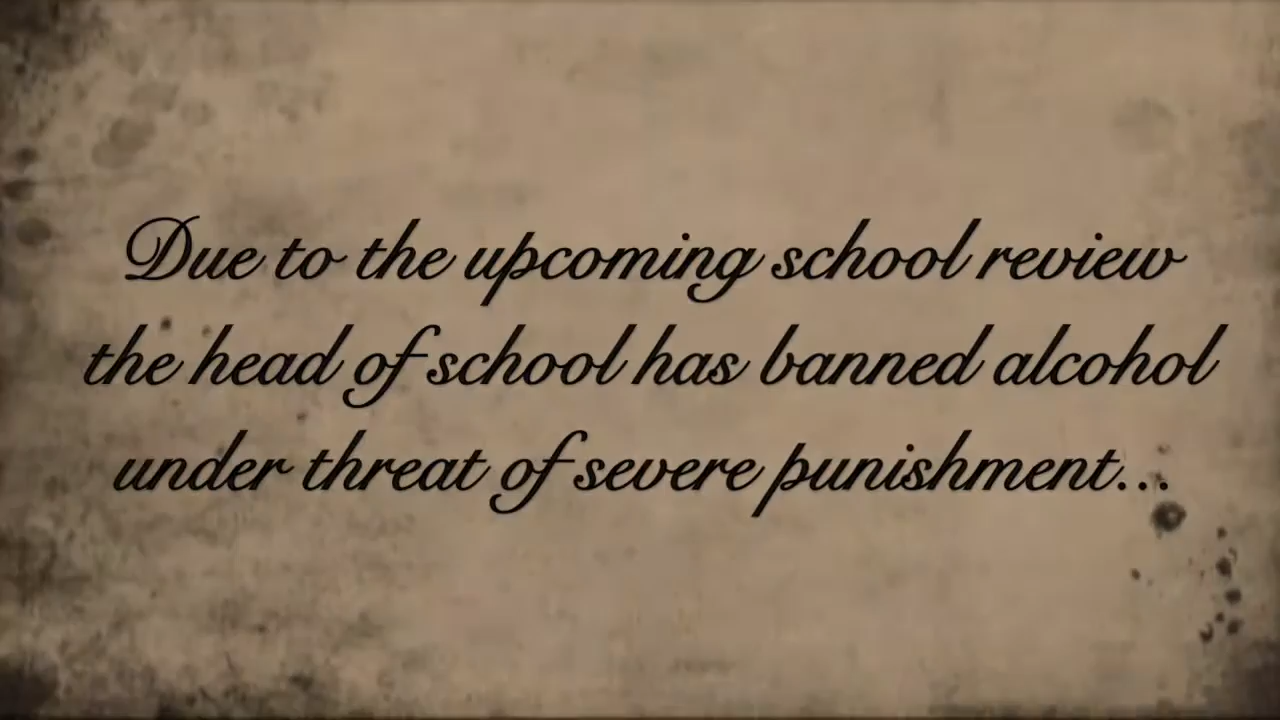 Due to the upcoming school review
the head of school has banned alcohol
under threat of severe punishment...